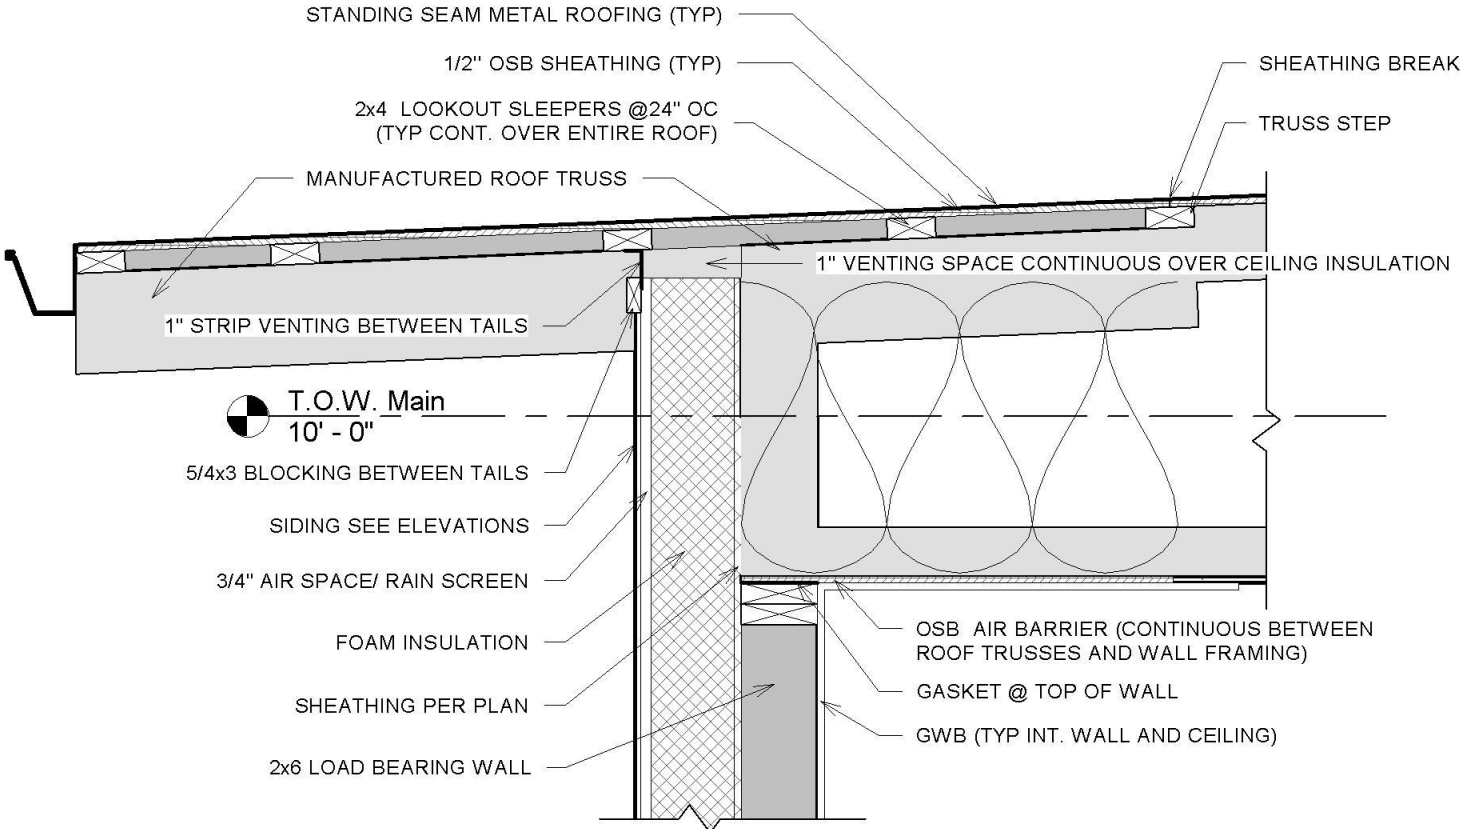 STANDING SEAM METAL ROOFING (TYP)
1/2" OSB SHEATHING (TYP)
2x4 LOOKOUT SLEEPERS @24" OC
(TYP CONT. OVER ENTIRE ROOF)
MANUFACTURED ROOF TRUSS
SHEATHING BREAK
TRUSS STEP
1" VENTING SPACE CONTINUOUS OVER CEILING INSULATION
1" STRIP VENTING BETWEEN TAILS
T.O.W. Main
10' - 0"
5/4x3 BLOCKING BETWEEN TAILS
SIDING SEE ELEVATIONS
3/4" AIR SPACE/ RAIN SCREEN
FOAM INSULATION
SHEATHING PER PLAN
2x6 LOAD BEARING WALL
OSB AIR BARRIER (CONTINUOUS BETWEEN
ROOF TRUSSES AND WALL FRAMING)
GASKET @ TOP OF WALL
GWB (TYP INT. WALL AND CEILING)